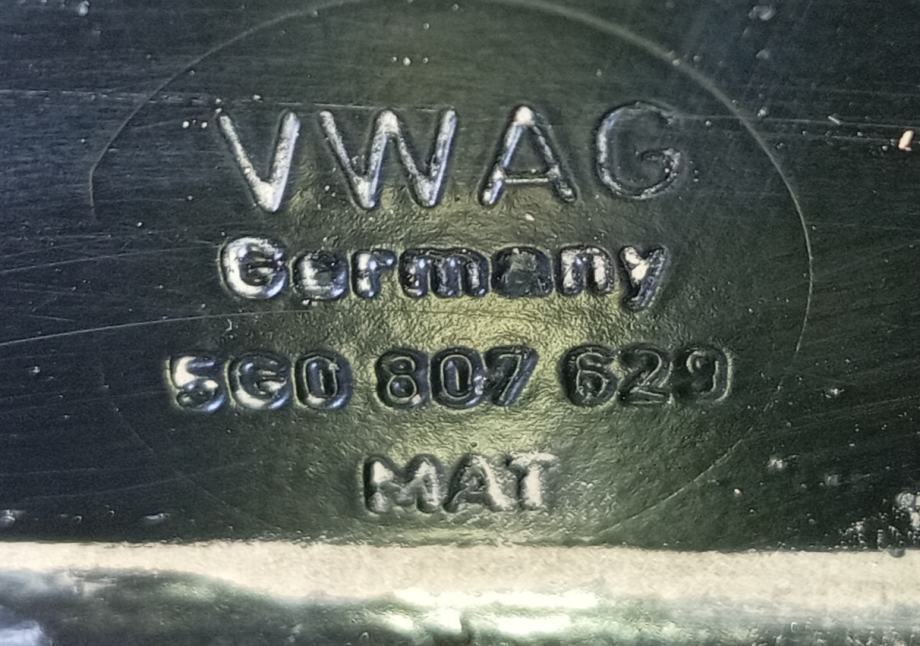 VWAG
Germany
5G0 807 629
MAT